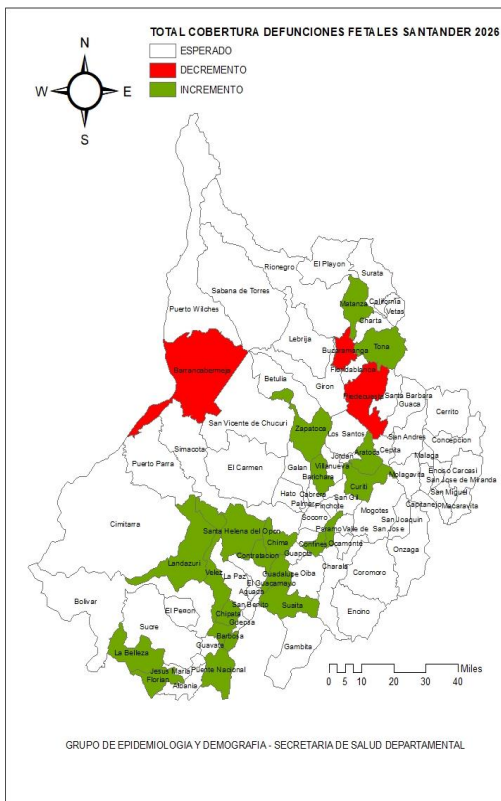 TOTAL COBERTURA DEFUNCIONES FETALES SANTANDER 2026
ESPERADO
DECREMENTO
INCREMENTO
N
W E
S
El Playon
Rionegro
Surata
Sabana de Torres
Matanza
California
Vetas
Puerto Wilches
Charta
Lebrija
Bucaramanga
Tona
Barrancabermeja
Floridablanca
Betulia
Giron
Piedecuesta
Santa Barbara
Guaca
Cerrito
San Vicente de Chucuri
Zapatoca
Los Santos
San Andres
Concepcion
Simacota
Aratoca
Cepita
Malaga
Puerto Parra
El Carmen
Galan
Villanueva
Jordan
Molagavita
Enciso
Carcasi
San Jose de Miranda
Barichara
Curiti
San Miguel
Hato
Cabrera
San Gil
Capitanejo
Macaravita
Palmar
Pinchote
Mogotes
Cimitarra
Socorro
San Joaquin
Santa Helena del Opon
Paramo
Valle de San Jose
Chima
Confines
Ocamonte
Onzaga
Contratacion
Guapota
Landazuri
Charala
Velez
La Paz
Guadalupe
Oiba
Coromoro
El Guacamayo
Aguada
Bolivar
El Penon
San Benito
Suaita
Encino
Chipata
Guepsa
Sucre
Barbosa
Guavata
Gambita
La Belleza
Jesus Maria
Puente Nacional
Florian
Albania
Miles
0 5 10 20 30 40
GRUPO DE EPIDEMIOLOGIA Y DEMOGRAFIA - SECRETARIA DE SALUD DEPARTAMENTAL